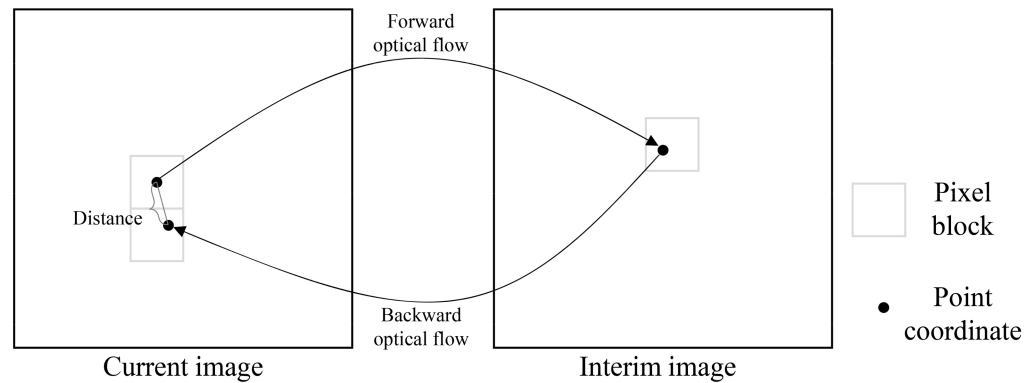 Forward
optical flow
Distance
Backward
optical flow
Current image
Interim image
Pixel
block
Point
coordinate